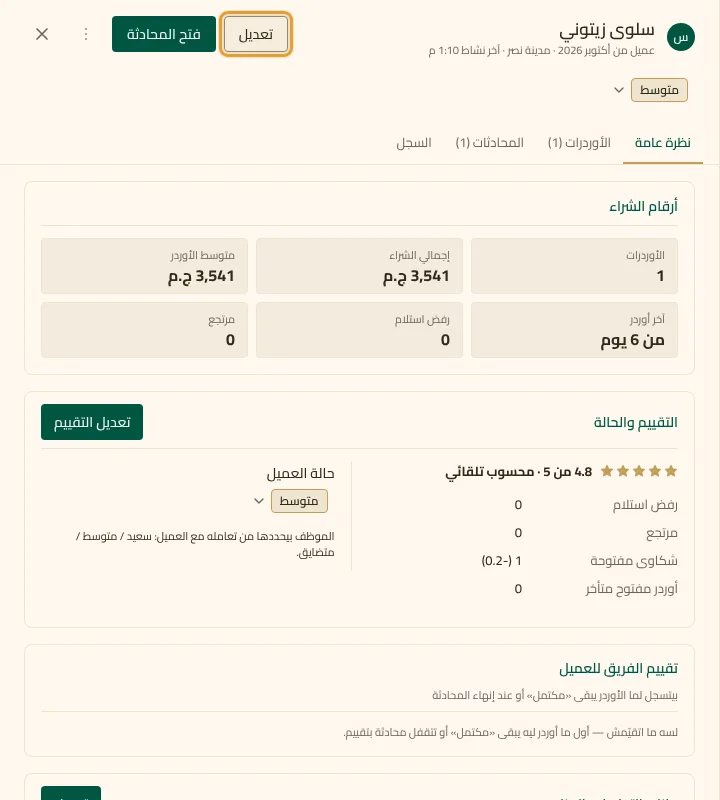 س
سلوى زيتوني
عميل من أكتوبر 2026 · مدينة نصر · آخر نشاط 1:10 م
تعديل
فتح المحادثة
متوسط
نظرة عامة
الأوردرات (1)
المحادثات (1)
السجل
أرقام الشراء
الأوردرات
1
إجمالي الشراء
3,541 ج.م
متوسط الأوردر
3,541 ج.م
آخر أوردر
من 6 يوم
رفض استلام
0
مرتجع
0
التقييم والحالة
تعديل التقييم
4.8 من 5 · محسوب تلقائي
رفض استلام 0
مرتجع 0
شكاوى مفتوحة 1 (-0.2)
أوردر مفتوح متأخر 0
حالة العميل
متوسط
الموظف بيحددها من تعامله مع العميل: سعيد / متوسط /
متضايق.
تقييم الفريق للعميل
بيتسجل لما الأوردر يبقى «مكتمل» أو عند إنهاء المحادثة
لسه ما اتقيّمش — أول ما أوردر ليه يبقى «مكتمل» أو تتقفل محادثة بتقييم.